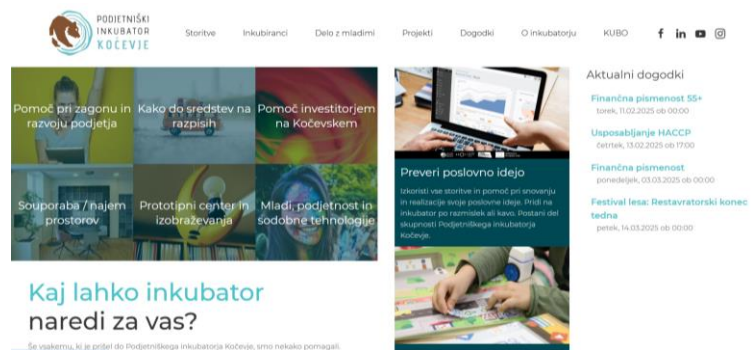 PODJETNIŠKI
INKUBATOR
KOČEVJE
Storitve
Inkubiranci
Delo z mladimi
Projekti
Dogodki
O inkubatorju
KUBO
Pomoč pri zagonu in
razvoju podjetja
Kako do sredstev na
razpisih
Pomoč investitorjem
na Kočevskem
Souporaba / najem
prostorov
Prototipni center in
izobraževanja
Mladi, podjetnost in
sodobne tehnologije
Kaj lahko inkubator
naredi za vas?
Še vsakemu, ki je prišel do Podjetniškega inkubatorja Kočevje, smo nekako pomagali.
Preveri poslovno idejo
Izkoristi vse storitve in pomoč pri snovanju
in realizacije svoje poslovne ideje. Pridi na
inkubator po razmislek ali kavo. Postani del
skupnosti Podjetniškega inkubatorja
Kočevje.
Aktualni dogodki
Finančna pismenost 55+
torek, 11.02.2025 ob 00:00
Usposabljanje HACCP
četrtek, 13.02.2025 ob 17:00
Finančna pismenost
ponedeljek, 03.03.2025 ob 00:00
Festival lesa: Restavratorski konec
tedna
petek, 14.03.2025 ob 00:00